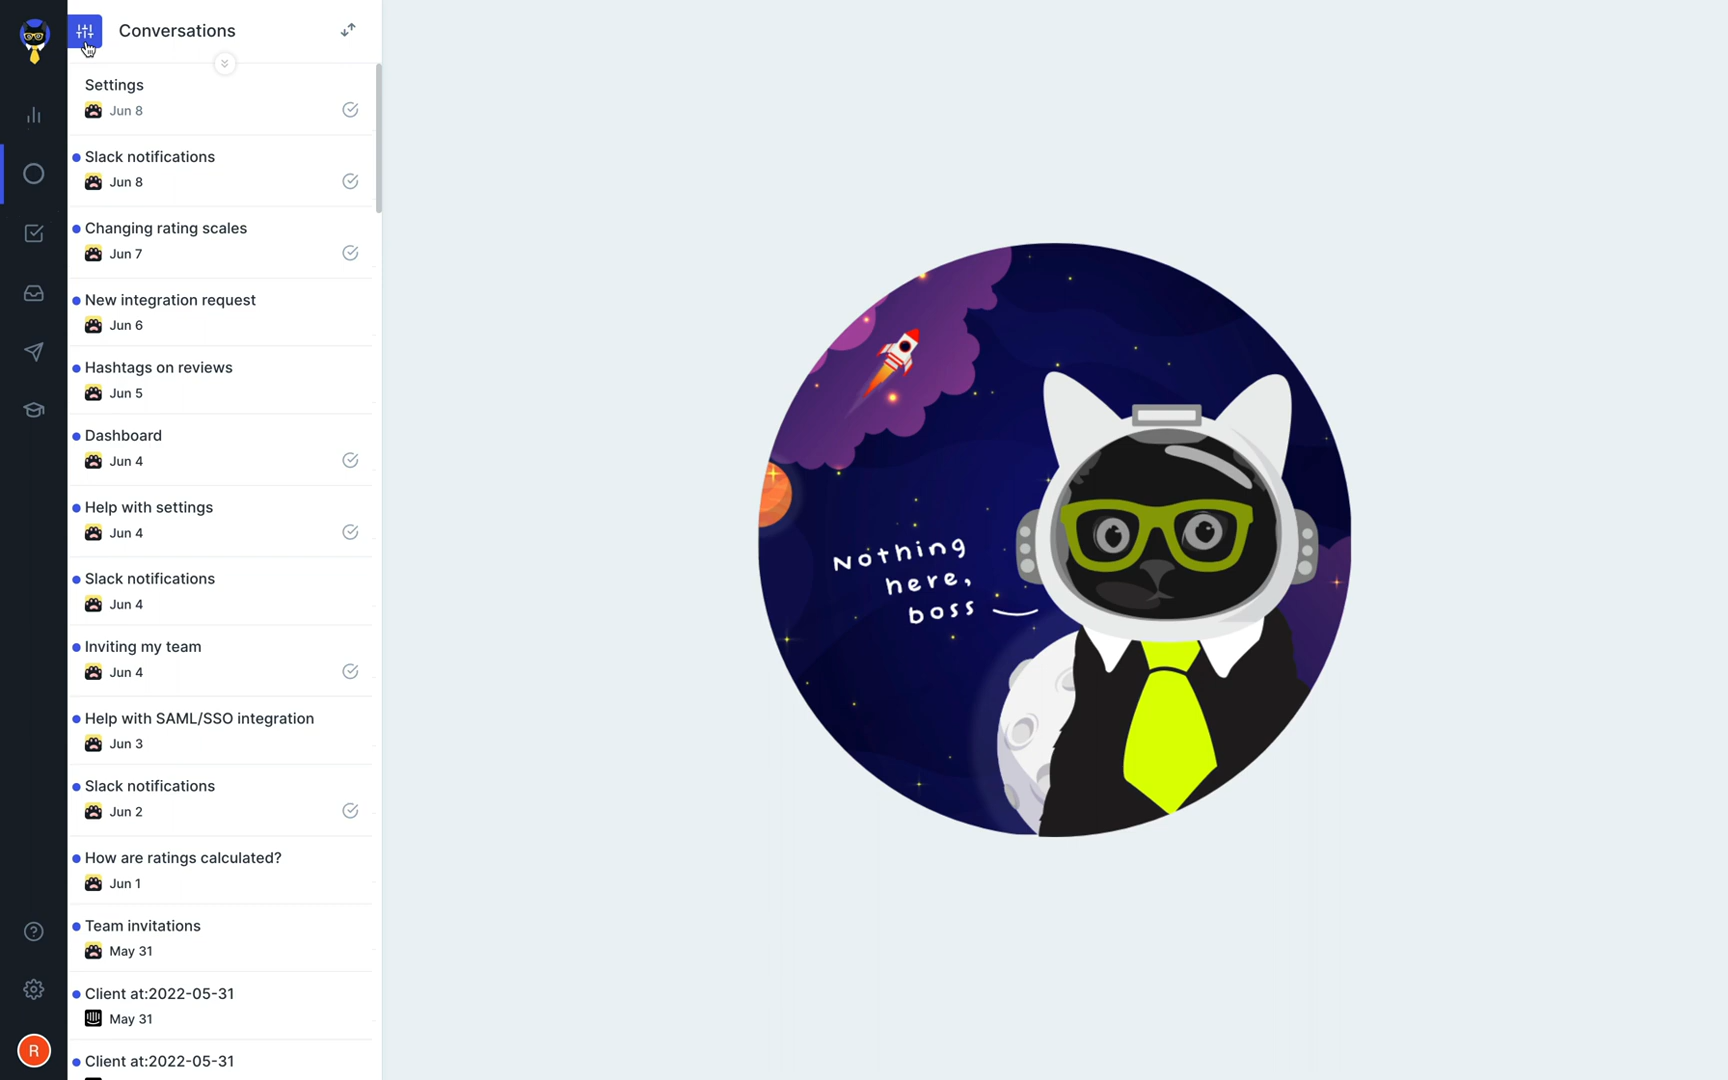 Conversations
Settings
Jun 8
Slack notifications
Jun 8
Changing rating scales
Jun 7
New integration request
Jun 6
Hashtags on reviews
Jun 5
Dashboard
Jun 4
Help with settings
Jun 4
Slack notifications
Jun 4
Inviting my team
Jun 4
Help with SAML/SSO integration
Jun 3
Slack notifications
Jun 2
How are ratings calculated?
Jun 1
Team invitations
May 31
Client at:2022-05-31
May 31
Client at:2022-05-31
R
Nothing
here,
boss